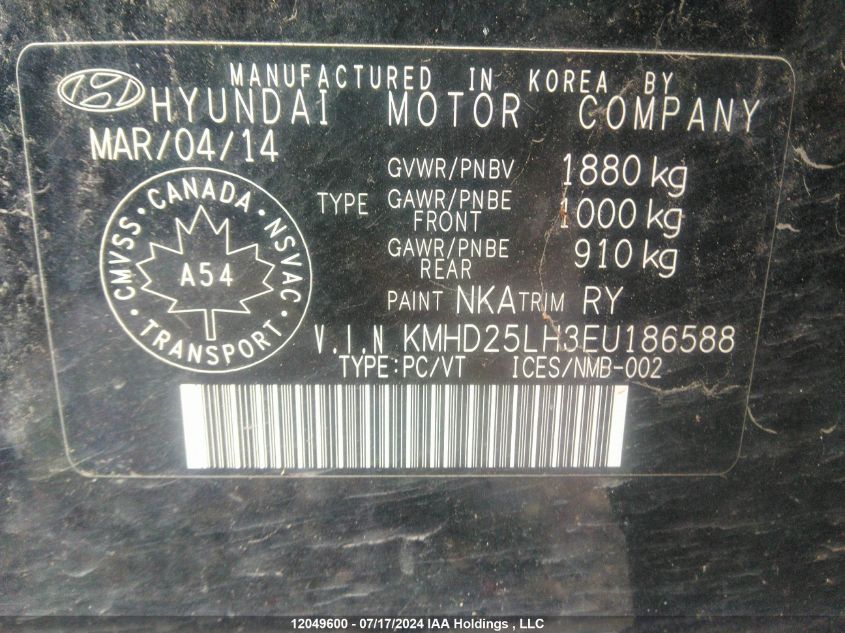 MANUFACTURED IN KOREA BY
HYUNDAI MOTOR COMPANY
MAR/04/14
GVWR/PNBV 1880 kg
TYPE GAWR/PNBE FRONT 1000 kg
GAWR/PNBE REAR 910 kg
PAINT NKA TRIM RY
CMVSS · CANADA · NSVAC · TRANSPORT ·
A54
V.I.N KMHD25LH3EU186588
TYPE:PC/VT ICES/NMB-002
12049600 - 07/17/2024 IAA Holdings , LLC